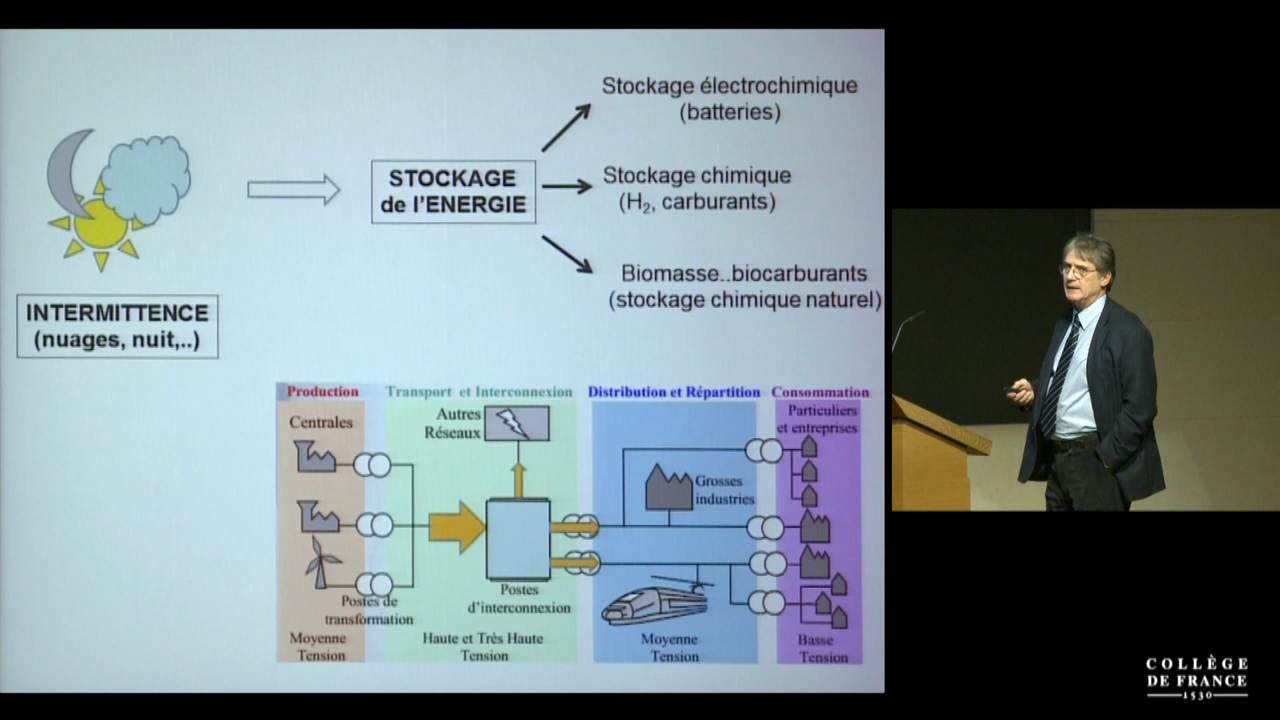 Stockage électrochimique
(batteries)
STOCKAGE
de l'ENERGIE
Stockage chimique
(H₂, carburants)
Biomasse..biocarburants
(stockage chimique naturel)
INTERMITTENCE
(nuages, nuit,..)
Production
Transport et Interconnexion
Distribution et Répartition
Consommation
Centrales
Autres
Réseaux
Particuliers
et entreprises
Grosses
industries
Postes de
transformation
Postes
d'interconnexion
Moyenne
Tension
Haute et Très Haute
Tension
Moyenne
Tension
Basse
Tension
COLLÈGE
DE FRANCE
1530